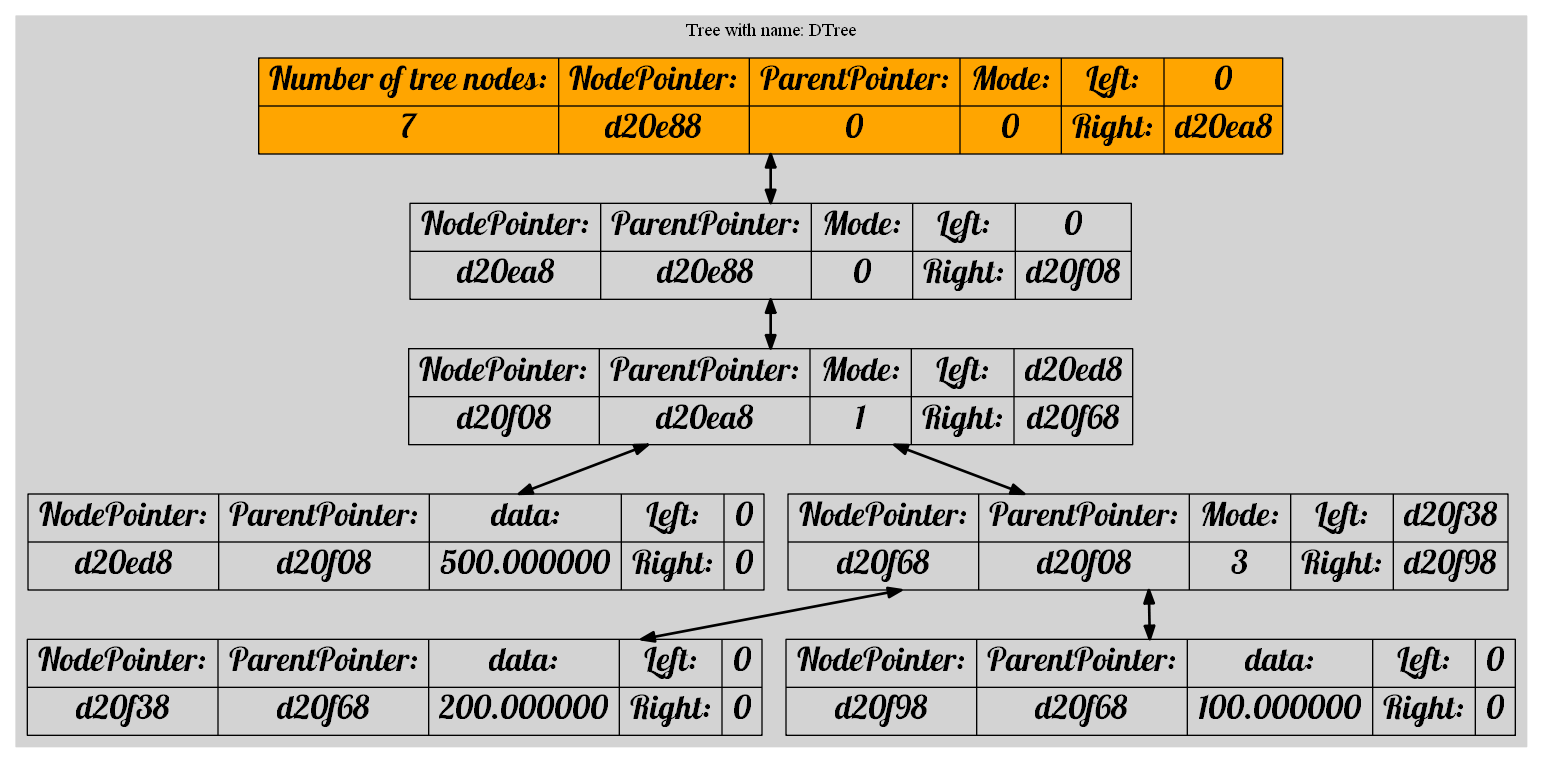 Tree with name: DTree
Number of tree nodes: NodePointer: ParentPointer: Mode: Left: 0
7 d20e88 0 0 Right: d20ea8
NodePointer: ParentPointer: Mode: Left: 0
d20ea8 d20e88 0 Right: d20f08
NodePointer: ParentPointer: Mode: Left: d20ed8
d20f08 d20ea8 1 Right: d20f68
NodePointer: ParentPointer: data: Left: 0
d20ed8 d20f08 500.000000 Right: 0
NodePointer: ParentPointer: Mode: Left: d20f38
d20f68 d20f08 3 Right: d20f98
NodePointer: ParentPointer: data: Left: 0
d20f38 d20f68 200.000000 Right: 0
NodePointer: ParentPointer: data: Left: 0
d20f98 d20f68 100.000000 Right: 0